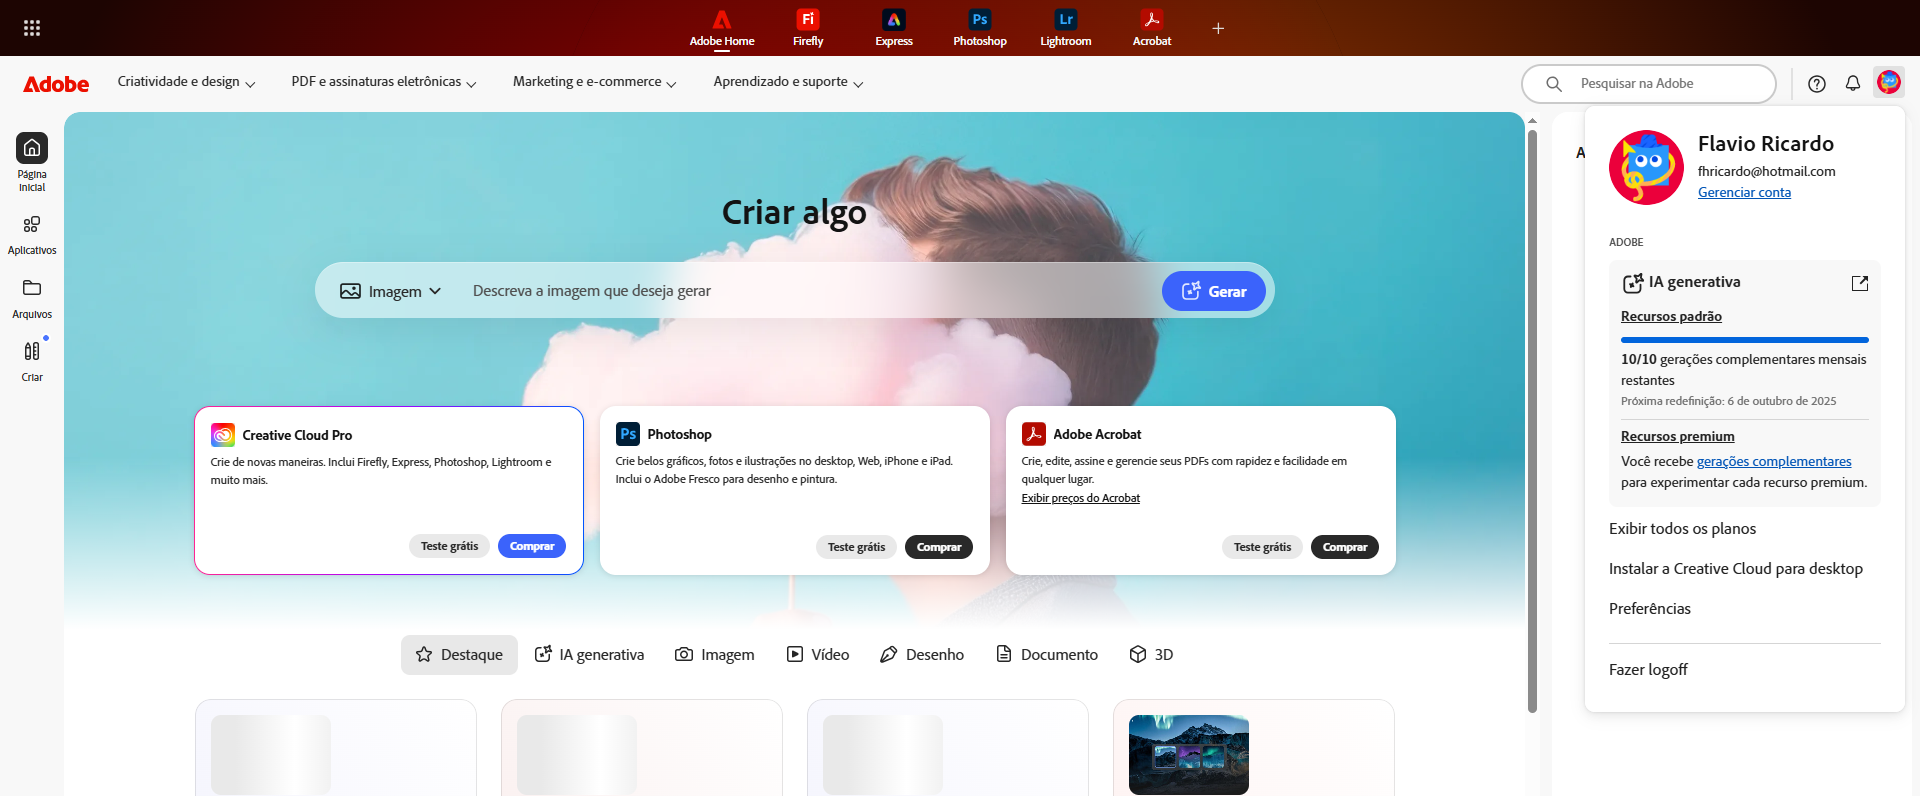 Adobe Home
Firefly
Express
Photoshop
Lightroom
Acrobat
Adobe
Criatividade e design
PDF e assinaturas eletrônicas
Marketing e e-commerce
Aprendizado e suporte
Pesquisar na Adobe
Página
inicial
Aplicativos
Arquivos
Criar
Criar algo
Imagem
Descreva a imagem que deseja gerar
Gerar
Creative Cloud Pro
Crie de novas maneiras. Inclui Firefly, Express, Photoshop, Lightroom e
muito mais.
Teste grátis
Comprar
Ps
Photoshop
Crie belos gráficos, fotos e ilustrações no desktop, Web, iPhone e iPad.
Inclui o Adobe Fresco para desenho e pintura.
Teste grátis
Comprar
Adobe Acrobat
Crie, edite, assine e gerencie seus PDFs com rapidez e facilidade em
qualquer lugar.
Exibir preços do Acrobat
Teste grátis
Comprar
Destaque
IA generativa
Imagem
Vídeo
Desenho
Documento
3D
A
Flavio Ricardo
fhricardo@hotmail.com
Gerenciar conta
ADOBE
IA generativa
Recursos padrão
10/10 gerações complementares mensais
restantes
Próxima redefinição: 6 de outubro de 2025
Recursos premium
Você recebe gerações complementares
para experimentar cada recurso premium.
Exibir todos os planos
Instalar a Creative Cloud para desktop
Preferências
Fazer logoff